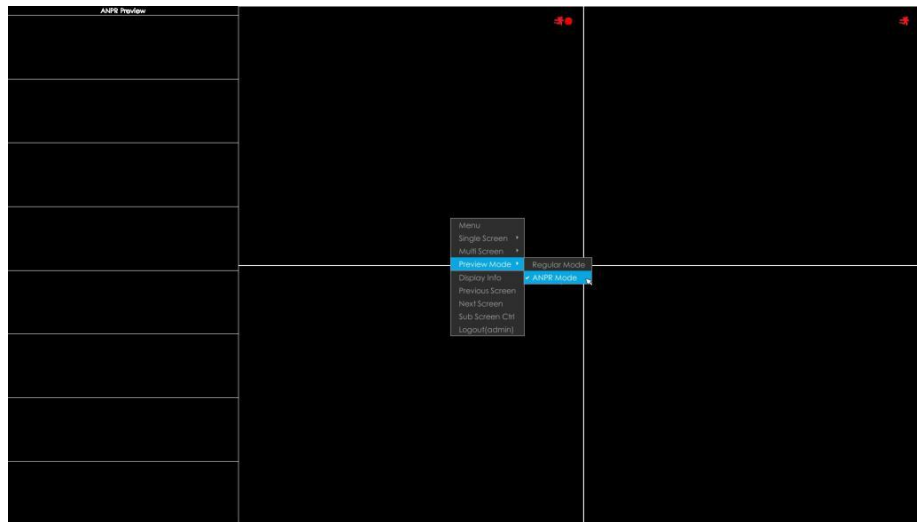 ANPR Preview
Menu
Single Screen
Multi Screen
Preview Mode
Regular Mode
Display Info
ANPR Mode
Previous Screen
Next Screen
Sub Screen Ctrl
Logout(admin)